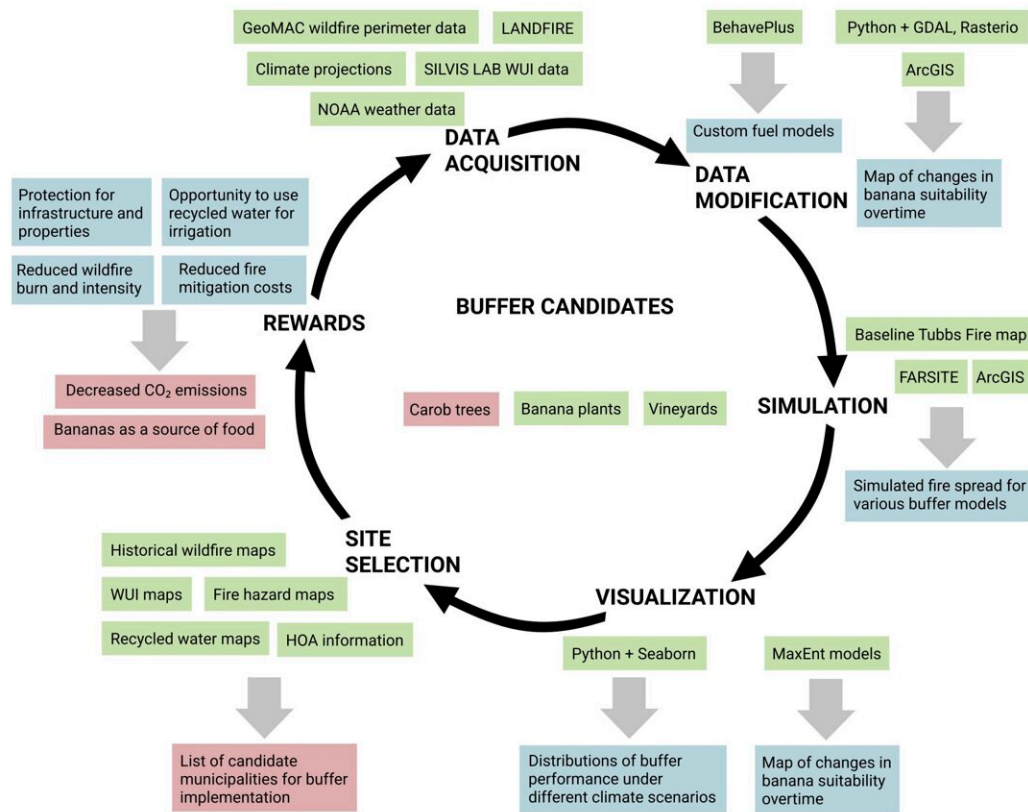 GeoMAC wildfire perimeter data
LANDFIRE
Climate projections
SILVIS LAB WUI data
NOAA weather data
DATA
ACQUISITION
BehavePlus
Custom fuel models
Python + GDAL, Rasterio
ArcGIS
Map of changes in
banana suitability
overtime
DATA
MODIFICATION
Baseline Tubbs Fire map
FARSITE
ArcGIS
SIMULATION
Simulated fire spread for
various buffer models
VISUALIZATION
Python + Seaborn
Distributions of buffer
performance under
different climate scenarios
MaxEnt models
Map of changes in
banana suitability
overtime
SITE
SELECTION
Historical wildfire maps
WUI maps
Fire hazard maps
Recycled water maps
HOA information
List of candidate
municipalities for buffer
implementation
REWARDS
Protection for
infrastructure and
properties
Opportunity to use
recycled water for
irrigation
Reduced wildfire
burn and intensity
Reduced fire
mitigation costs
Decreased CO₂ emissions
Bananas as a source of food
BUFFER CANDIDATES
Carob trees
Banana plants
Vineyards